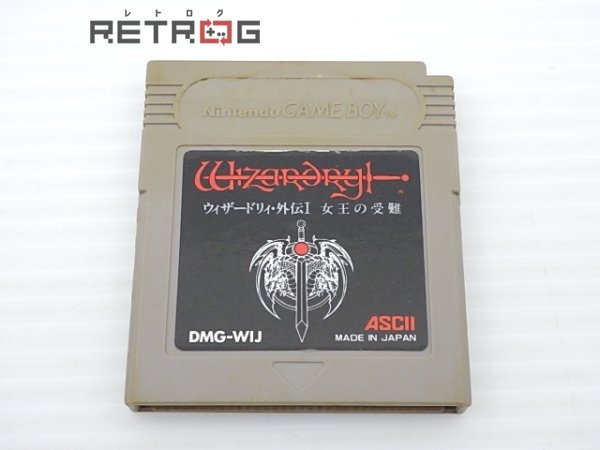 レトログ
RETROG
Nintendo GAME BOY TM
Wizardry I
ウィザードリィ・外伝I 女王の受難
DMG-WIJ
ASCII
MADE IN JAPAN